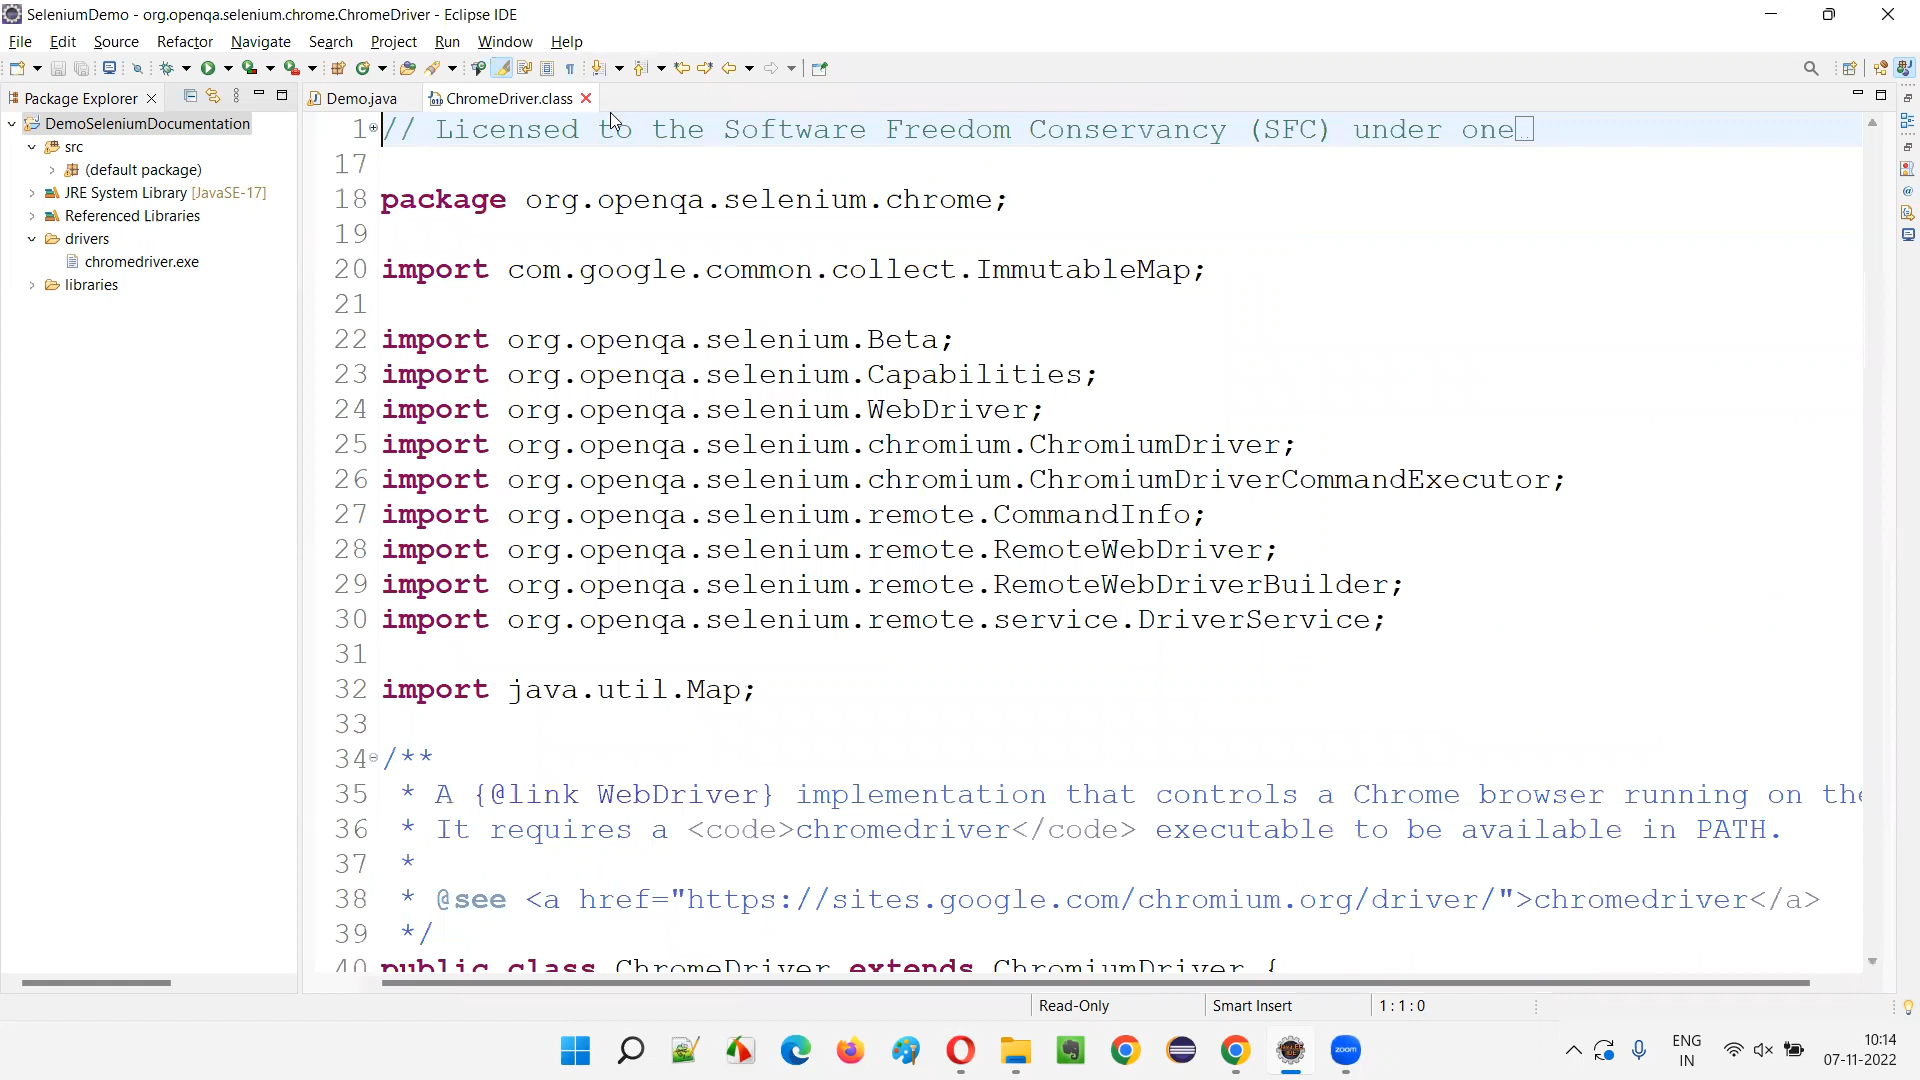 SeleniumDemo - org.openqa.selenium.chrome.ChromeDriver - Eclipse IDE
File Edit Source Refactor Navigate Search Project Run Window Help
Package Explorer
Demo.java
ChromeDriver.class
DemoSeleniumDocumentation
src
(default package)
JRE System Library [JavaSE-17]
Referenced Libraries
drivers
chromedriver.exe
libraries
1 // Licensed to the Software Freedom Conservancy (SFC) under one
17
18 package org.openqa.selenium.chrome;
19
20 import com.google.common.collect.ImmutableMap;
21
22 import org.openqa.selenium.Beta;
23 import org.openqa.selenium.Capabilities;
24 import org.openqa.selenium.WebDriver;
25 import org.openqa.selenium.chromium.ChromiumDriver;
26 import org.openqa.selenium.chromium.ChromiumDriverCommandExecutor;
27 import org.openqa.selenium.remote.CommandInfo;
28 import org.openqa.selenium.remote.RemoteWebDriver;
29 import org.openqa.selenium.remote.RemoteWebDriverBuilder;
30 import org.openqa.selenium.remote.service.DriverService;
31
32 import java.util.Map;
33
34 /**
35 * A {@link WebDriver} implementation that controls a Chrome browser running on the
36 * It requires a <code>chromedriver</code> executable to be available in PATH.
37 *
38 * @see <a href="https://sites.google.com/chromium.org/driver/">chromedriver</a>
39 */
40 public class ChromeDriver extends ChromiumDriver {
Read-Only
Smart Insert
1 : 1 : 0
zoom
ENG
IN
10:14
07-11-2022